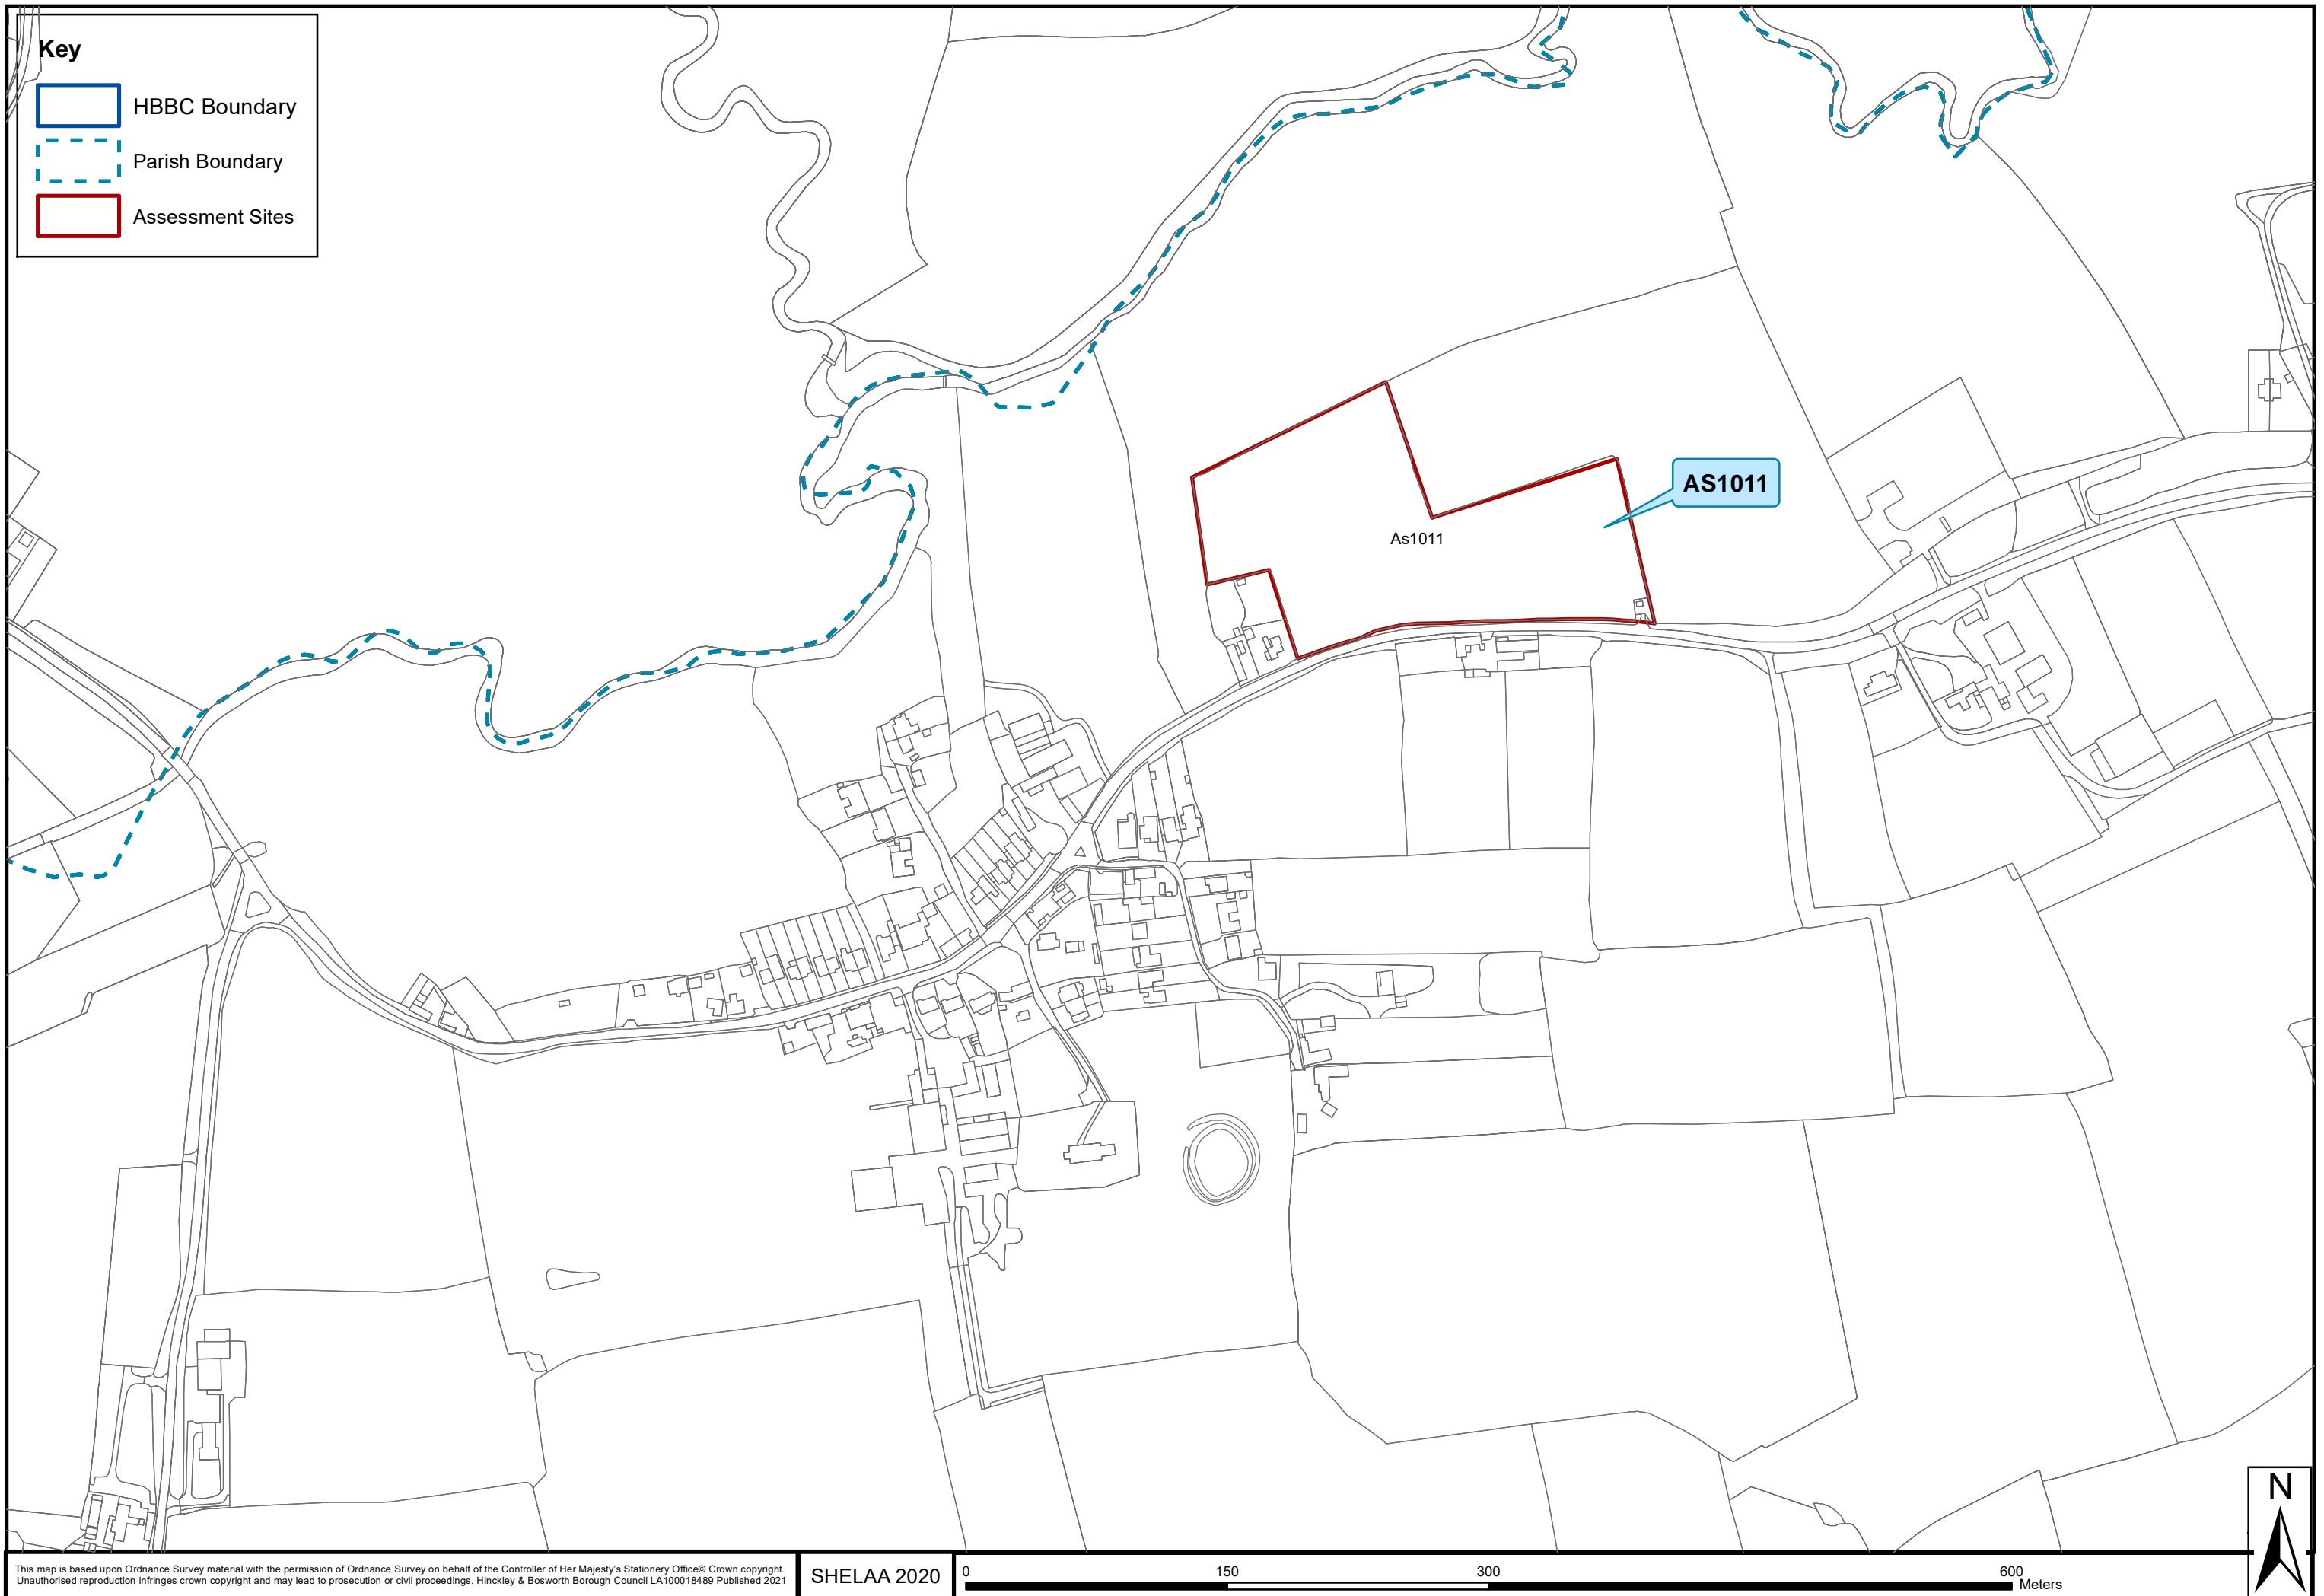 Key
HBBC Boundary
Parish Boundary
Assessment Sites
AS1011
As1011
N
This map is based upon Ordnance Survey material with the permission of Ordnance Survey on behalf of the Controller of Her Majesty's Stationery Office© Crown copyright.
Unauthorised reproduction infringes crown copyright and may lead to prosecution or civil proceedings. Hinckley & Bosworth Borough Council LA100018489 Published 2021
SHELAA 2020
0 150 300 600
Meters